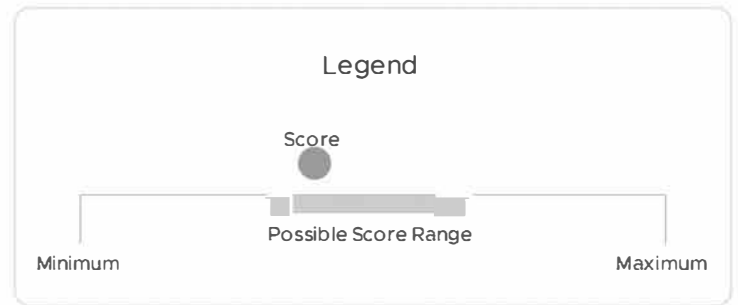 Legend
Score
Possible Score Range
Minimum
Maximum